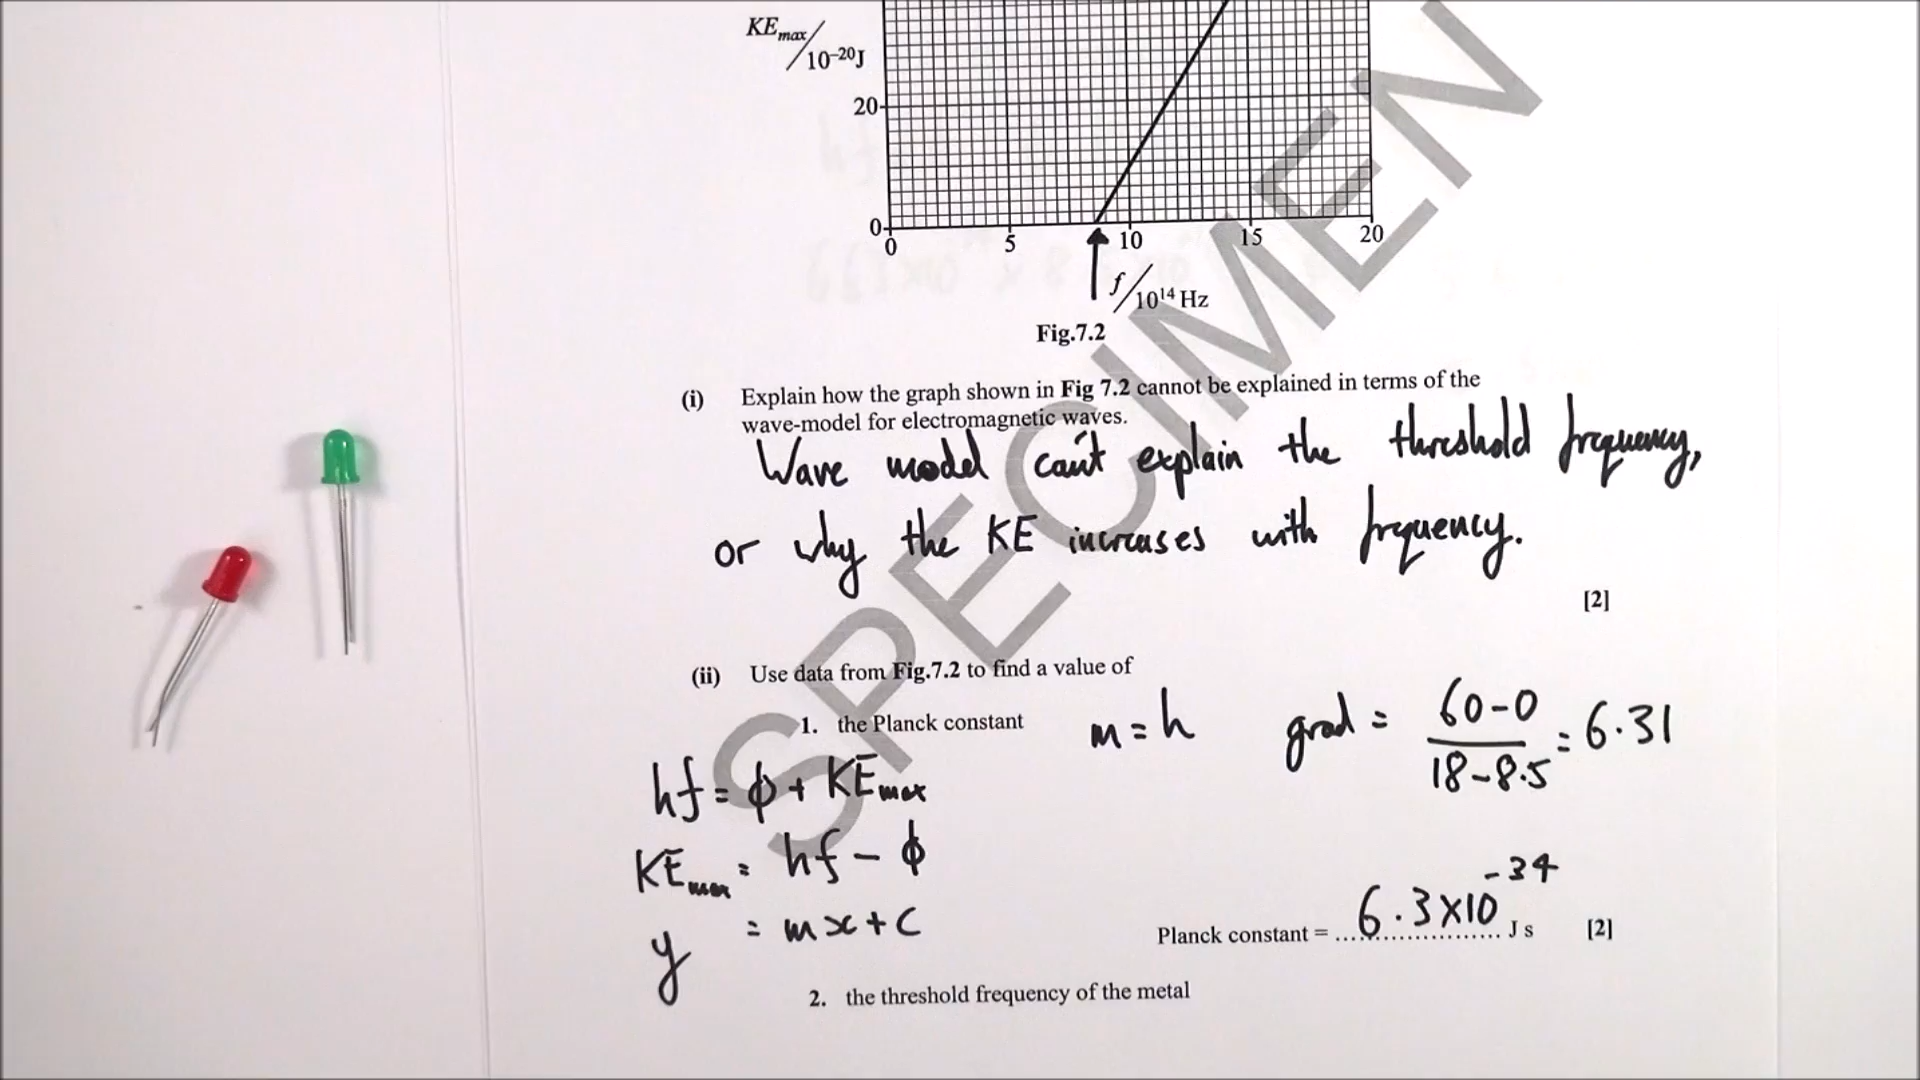 KEmax/10⁻²⁰J
20
0
0 5 10 15 20
f/10¹⁴ Hz
Fig.7.2
SPECIMEN
(i) Explain how the graph shown in Fig 7.2 cannot be explained in terms of the
wave-model for electromagnetic waves.
Wave model can't explain the threshold frequency,
or why the KE increases with frequency.
[2]
(ii) Use data from Fig.7.2 to find a value of
1. the Planck constant
m = h
grad = 60-0/18-8.5 = 6.31
hf = ϕ + KEmax
KEmax = hf - ϕ
y = mx + c
Planck constant = 6.3x10⁻³⁴ J s [2]
2. the threshold frequency of the metal